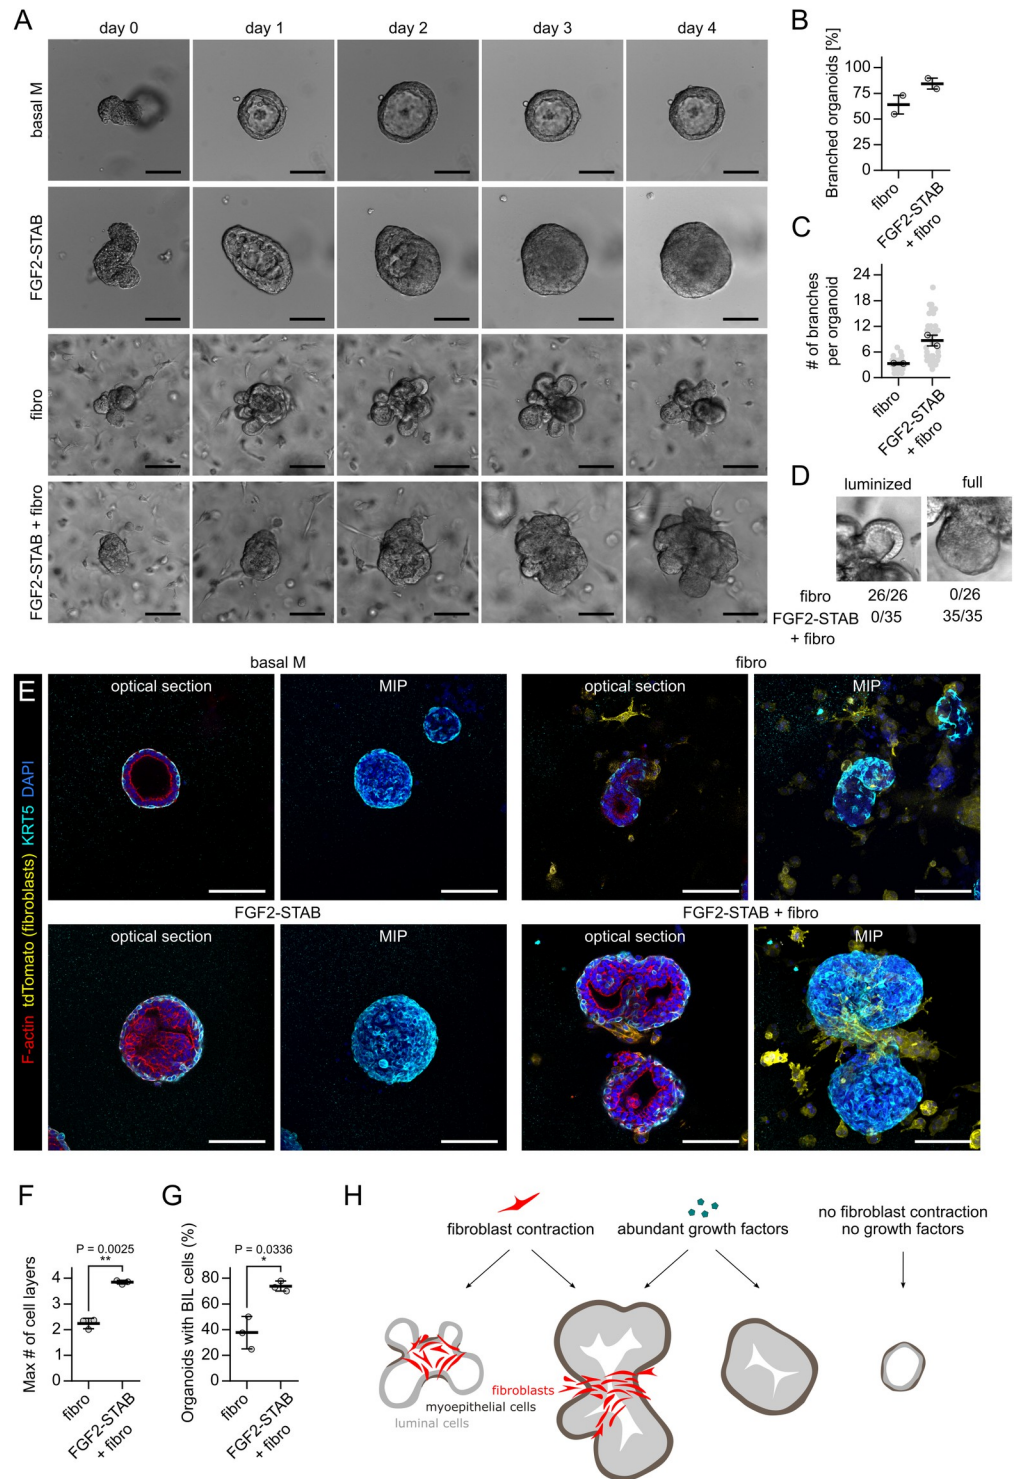 A
day 0 day 1 day 2 day 3 day 4
basal M
FGF2-STAB
fibro
FGF2-STAB + fibro
B
Branched organoids [%]
100
75
50
25
0
fibro
FGF2-STAB
+ fibro
C
# of branches
per organoid
24
18
12
6
0
fibro
FGF2-STAB
+ fibro
D
luminized full
fibro 26/26 0/26
FGF2-STAB
+ fibro 0/35 35/35
E
F-actin tdTomato (fibroblasts) KRT5 DAPI
basal M
optical section MIP
fibro
optical section MIP
FGF2-STAB
optical section MIP
FGF2-STAB + fibro
optical section MIP
F
P = 0.0025
**
Max # of cell layers
4
3
2
1
0
fibro
FGF2-STAB
+ fibro
G
P = 0.0336
*
Organoids with BIL cells (%)
80
60
40
20
0
fibro
FGF2-STAB
+ fibro
H
fibroblast contraction
abundant growth factors
no fibroblast contraction
no growth factors
fibroblasts
myoepithelial cells
luminal cells